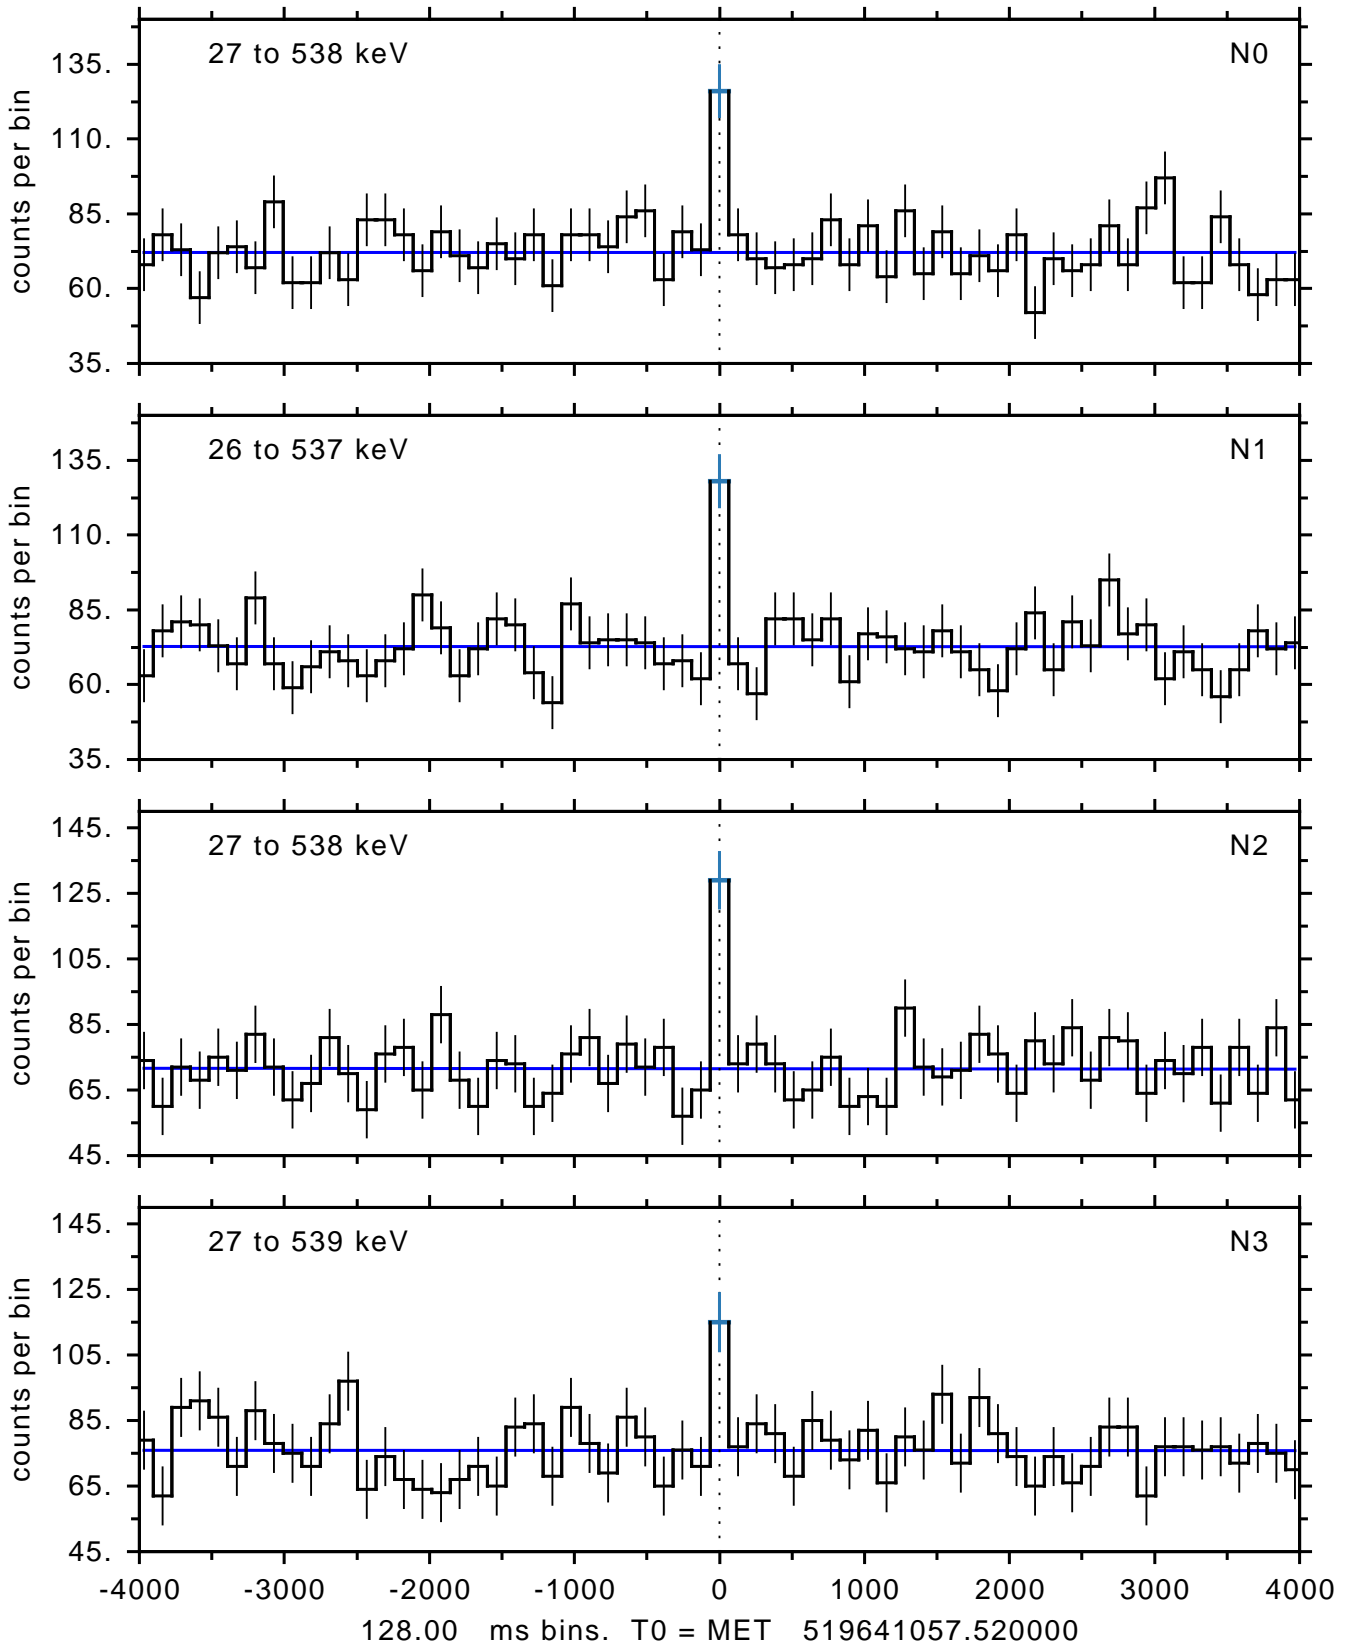 27 to 538 keV N0
135.
110.
85.
60.
35.
counts per bin
26 to 537 keV N1
135.
110.
85.
60.
35.
counts per bin
27 to 538 keV N2
145.
125.
105.
85.
65.
45.
counts per bin
27 to 539 keV N3
145.
125.
105.
85.
65.
45.
counts per bin
-4000 -3000 -2000 -1000 0 1000 2000 3000 4000
128.00 ms bins. T0 = MET 519641057.520000